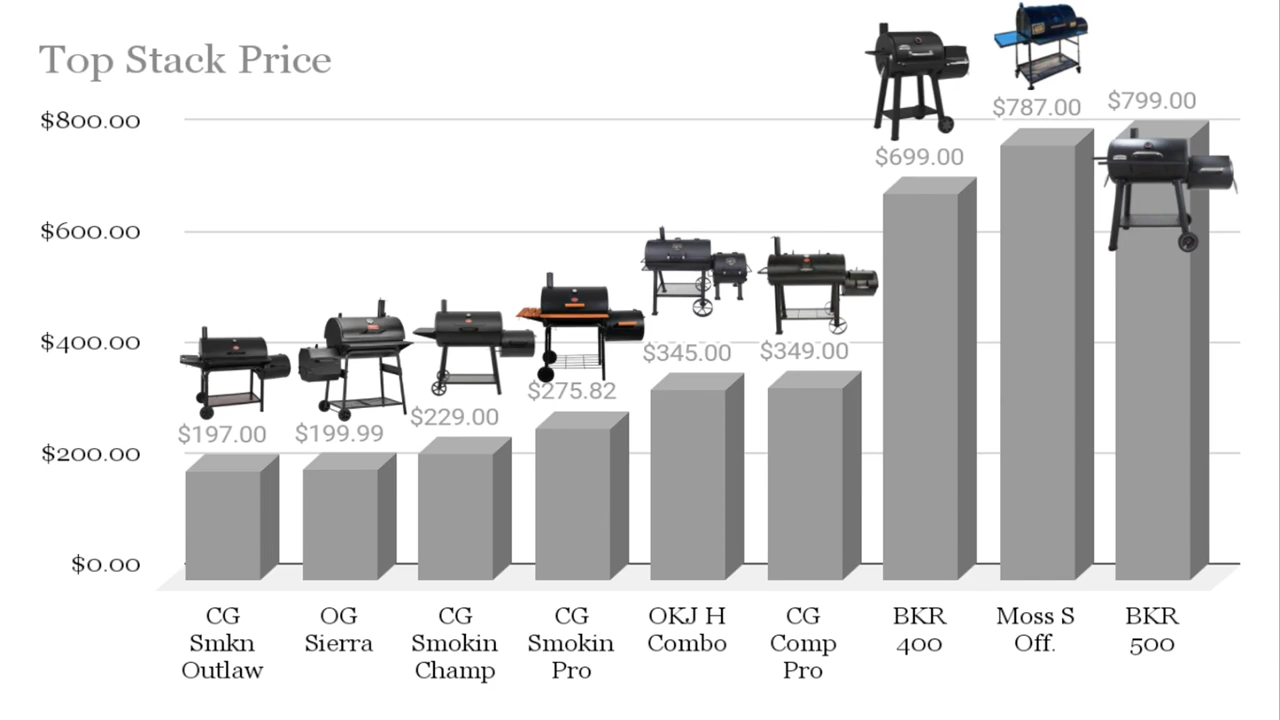 Top Stack Price
$800.00
$600.00
$400.00
$200.00
$0.00
$197.00
$199.99
$229.00
$275.82
$345.00
$349.00
$699.00
$787.00
$799.00
CG
Smkn
Outlaw
OG
Sierra
CG
Smokin
Champ
CG
Smokin
Pro
OKJ H
Combo
CG
Comp
Pro
BKR
400
Moss S
Off.
BKR
500